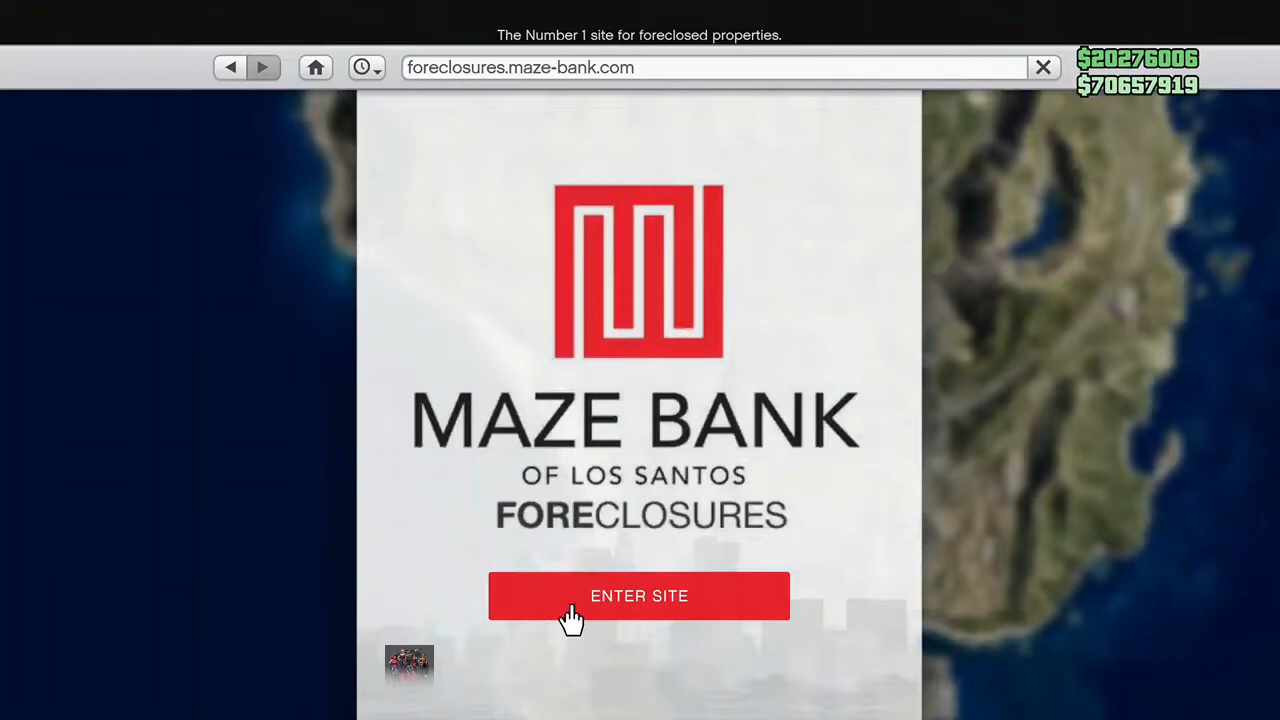 The Number 1 site for foreclosed properties.
foreclosures.maze-bank.com
$20276006
$70657919
MAZE BANK
OF LOS SANTOS
FORECLOSURES
ENTER SITE